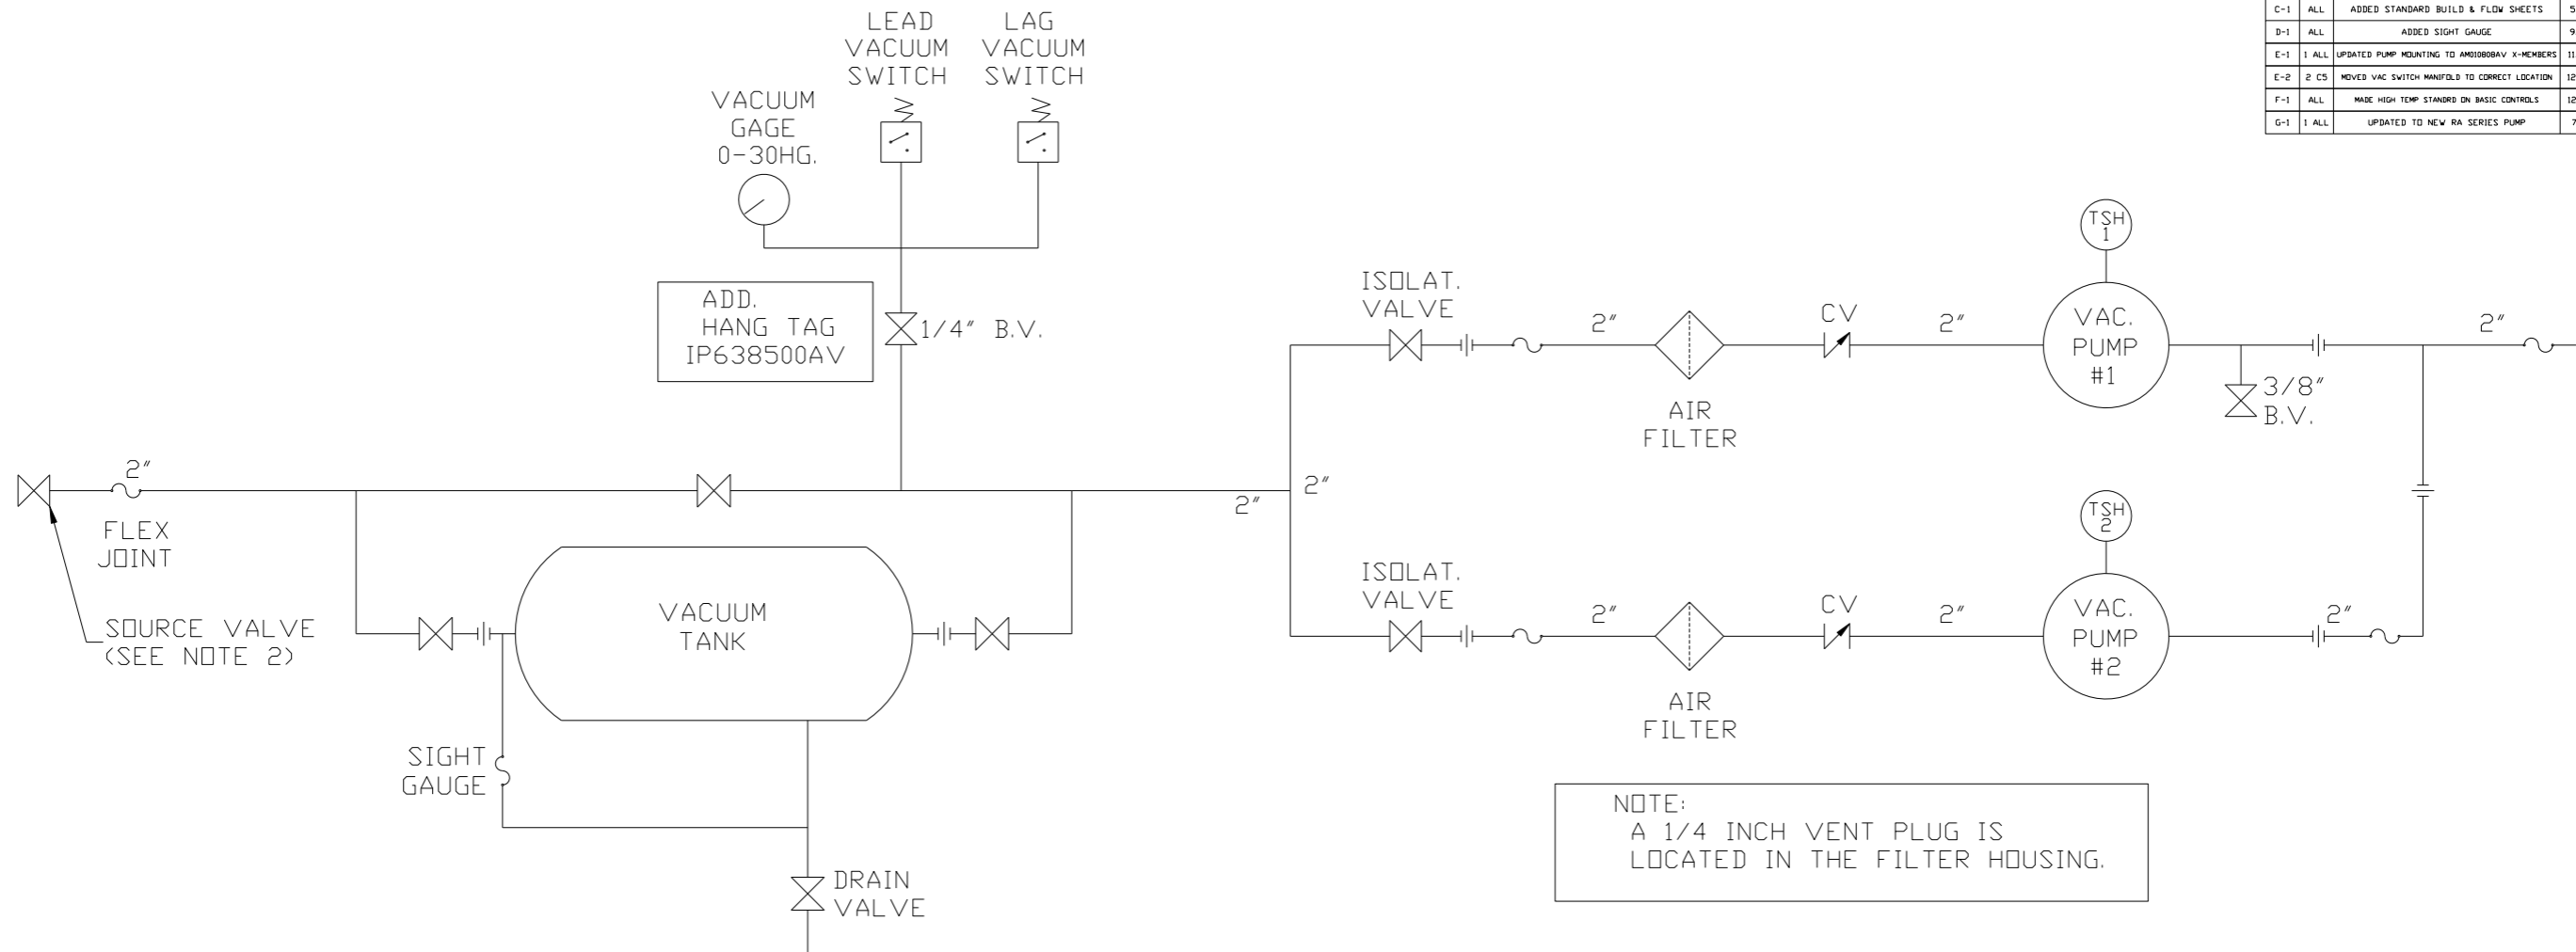 LEAD
VACUUM
SWITCH
LAG
VACUUM
SWITCH
VACUUM
GAGE
0-30HG.
C-1 ALL ADDED STANDARD BUILD & FLOW SHEETS 5
D-1 ALL ADDED SIGHT GAUGE 9
E-1 1 ALL UPDATED PUMP MOUNTING TO AM010808AV X-MEMBERS 11
E-2 2 C5 MOVED VAC SWITCH MANIFOLD TO CORRECT LOCATION 12
F-1 ALL MADE HIGH TEMP STANDRD ON BASIC CONTROLS 12
G-1 1 ALL UPDATED TO NEW RA SERIES PUMP 7
ADD.
HANG TAG
IP638500AV
1/4" B.V.
ISOLAT.
VALVE
2"
AIR
FILTER
CV
2"
TSH
1
VAC.
PUMP
#1
3/8"
B.V.
2"
2"
FLEX
JOINT
SOURCE VALVE
(SEE NOTE 2)
VACUUM
TANK
2"
2"
SIGHT
GAUGE
DRAIN
VALVE
ISOLAT.
VALVE
2"
AIR
FILTER
CV
2"
TSH
2
VAC.
PUMP
#2
2"
NOTE:
A 1/4 INCH VENT PLUG IS
LOCATED IN THE FILTER HOUSING.